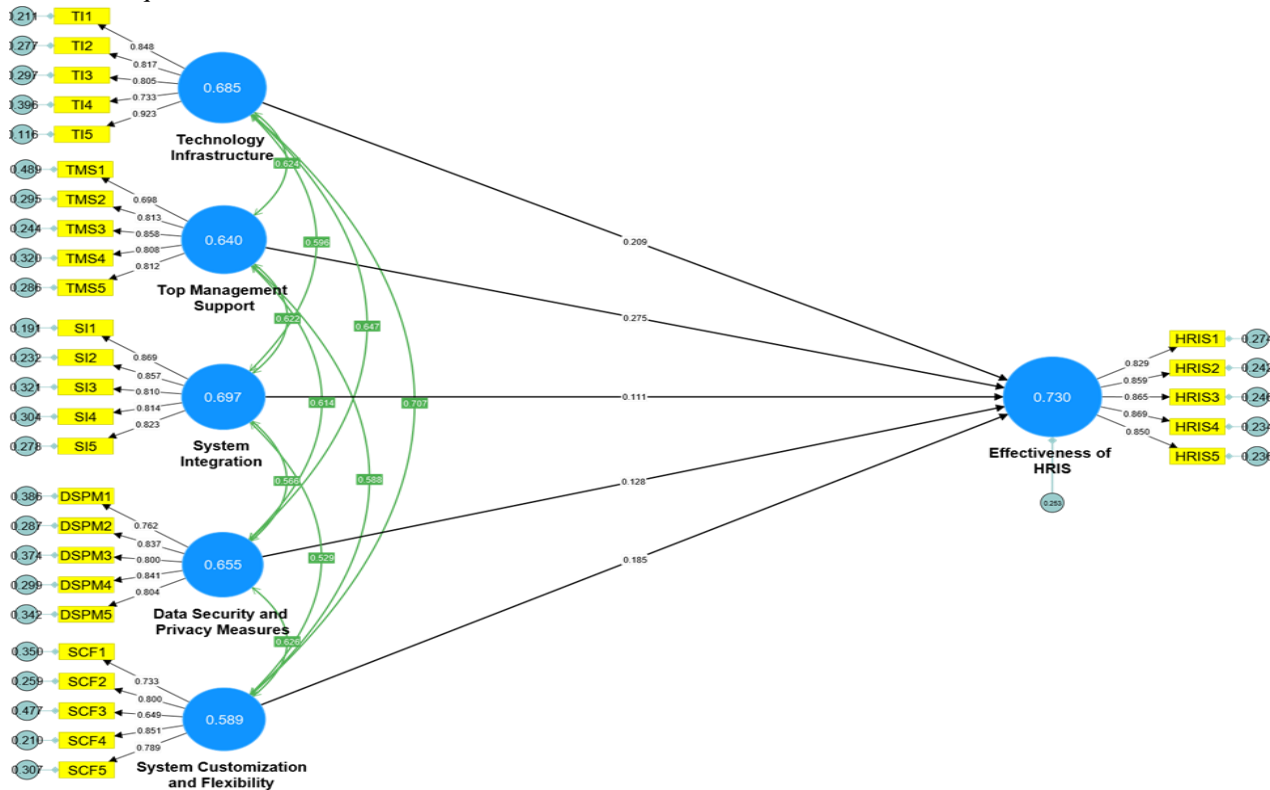 0.211 TI1
0.277 TI2
0.297 TI3
0.396 TI4
0.116 TI5
0.848
0.817
0.805
0.733
0.923
0.685
Technology
Infrastructure
0.489 TMS1
0.295 TMS2
0.244 TMS3
0.320 TMS4
0.286 TMS5
0.698
0.813
0.858
0.808
0.812
0.640
Top Management
Support
0.191 SI1
0.232 SI2
0.321 SI3
0.304 SI4
0.278 SI5
0.869
0.857
0.810
0.814
0.823
0.697
System
Integration
0.386 DSPM1
0.287 DSPM2
0.374 DSPM3
0.299 DSPM4
0.342 DSPM5
0.762
0.837
0.800
0.841
0.804
0.655
Data Security and
Privacy Measures
0.350 SCF1
0.259 SCF2
0.477 SCF3
0.210 SCF4
0.307 SCF5
0.733
0.800
0.649
0.851
0.789
0.589
System Customization
and Flexibility
0.624
0.596
0.622
0.647
0.614
0.707
0.566
0.588
0.529
0.626
0.209
0.275
0.111
0.128
0.185
0.730
Effectiveness of
HRIS
0.253
0.829
0.859
0.865
0.869
0.850
HRIS1 0.274
HRIS2 0.242
HRIS3 0.246
HRIS4 0.234
HRIS5 0.236